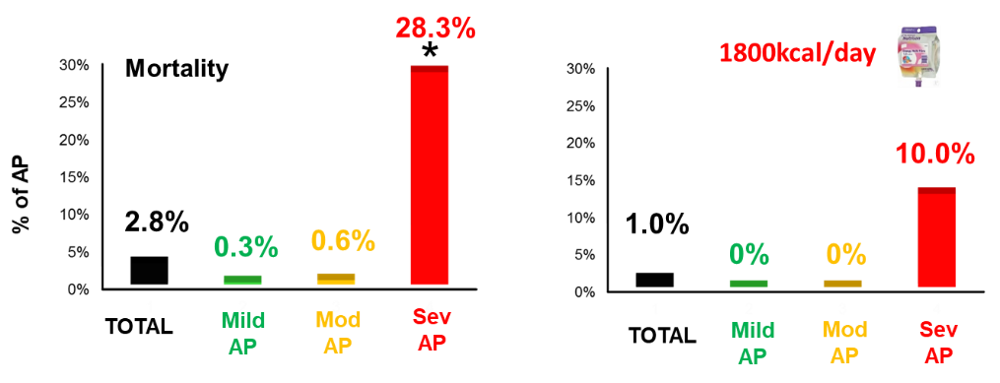 28.3%
*
Mortality
30%
25%
20%
15%
10%
5%
0%
% of AP
2.8%
0.3%
0.6%
TOTAL
Mild
AP
Mod
AP
Sev
AP
1800kcal/day
30%
25%
20%
15%
10%
5%
0%
1.0%
0%
0%
10.0%
TOTAL
Mild
AP
Mod
AP
Sev
AP